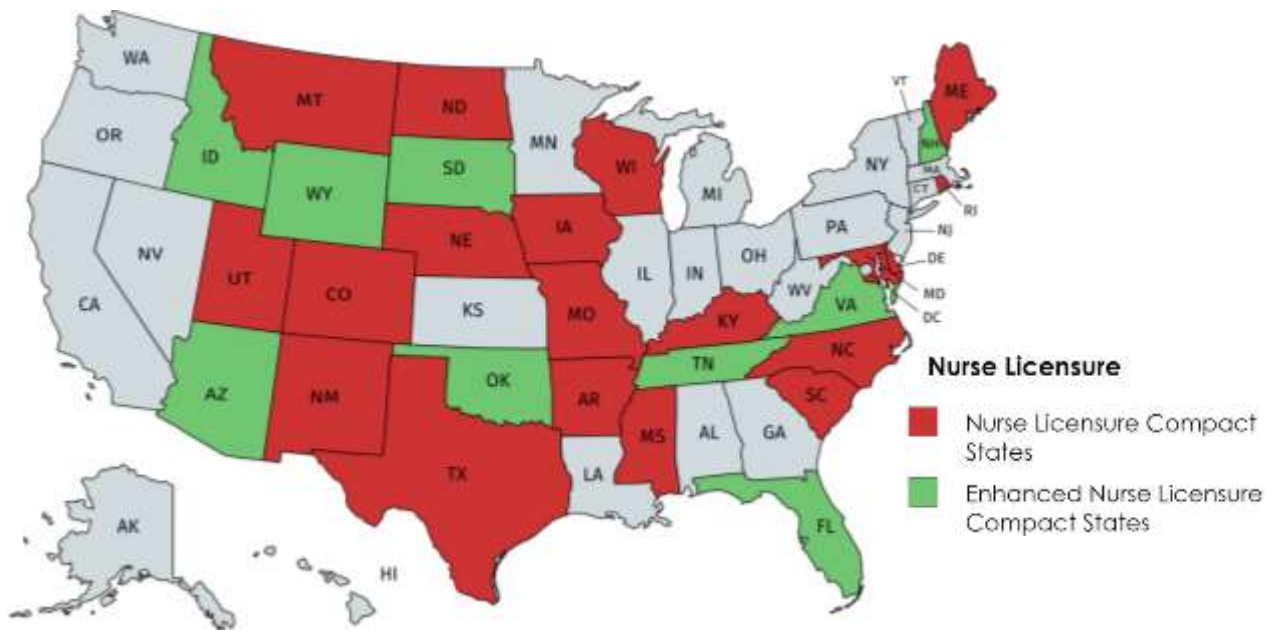 WA
MT
ND
MN
VT
ME
OR
ID
SD
WI
NH
NY
MA
WY
MI
CT
RI
IA
PA
NE
NJ
NV
OH
IL
IN
DE
UT
CO
WV
CA
KS
MO
VA
MD
KY
DC
NC
TN
OK
AZ
NM
AR
SC
MS
AL
GA
TX
LA
FL
AK
HI
Nurse Licensure
Nurse Licensure Compact
States
Enhanced Nurse Licensure
Compact States